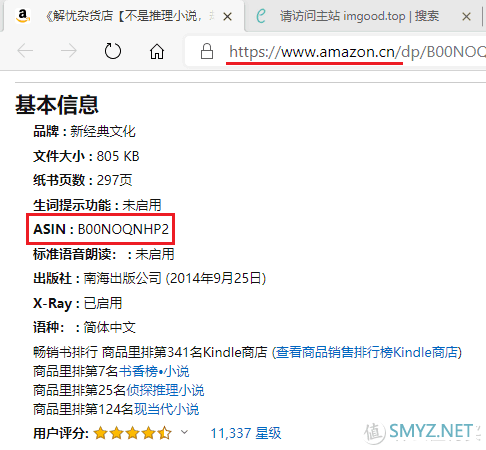 《解忧杂货店【不是推理小说，
请访问主站 imgood.top | 搜索
https://www.amazon.cn/dp/B00NOQ
基本信息
品牌 : 新经典文化
文件大小 : 805 KB
纸书页数 : 297页
生词提示功能 : 未启用
ASIN : B00NOQNHP2
标准语音朗读： : 未启用
出版社 : 南海出版公司 (2014年9月25日)
X-Ray : 已启用
语种： : 简体中文
畅销书排行 商品里排第341名Kindle商店 (查看商品销售排行榜Kindle商店)
商品里排第7名书香榜•小说
商品里排第25名侦探推理小说
商品里排第124名现当代小说
用户评分: 11,337 星级
值 SMYZ.NET